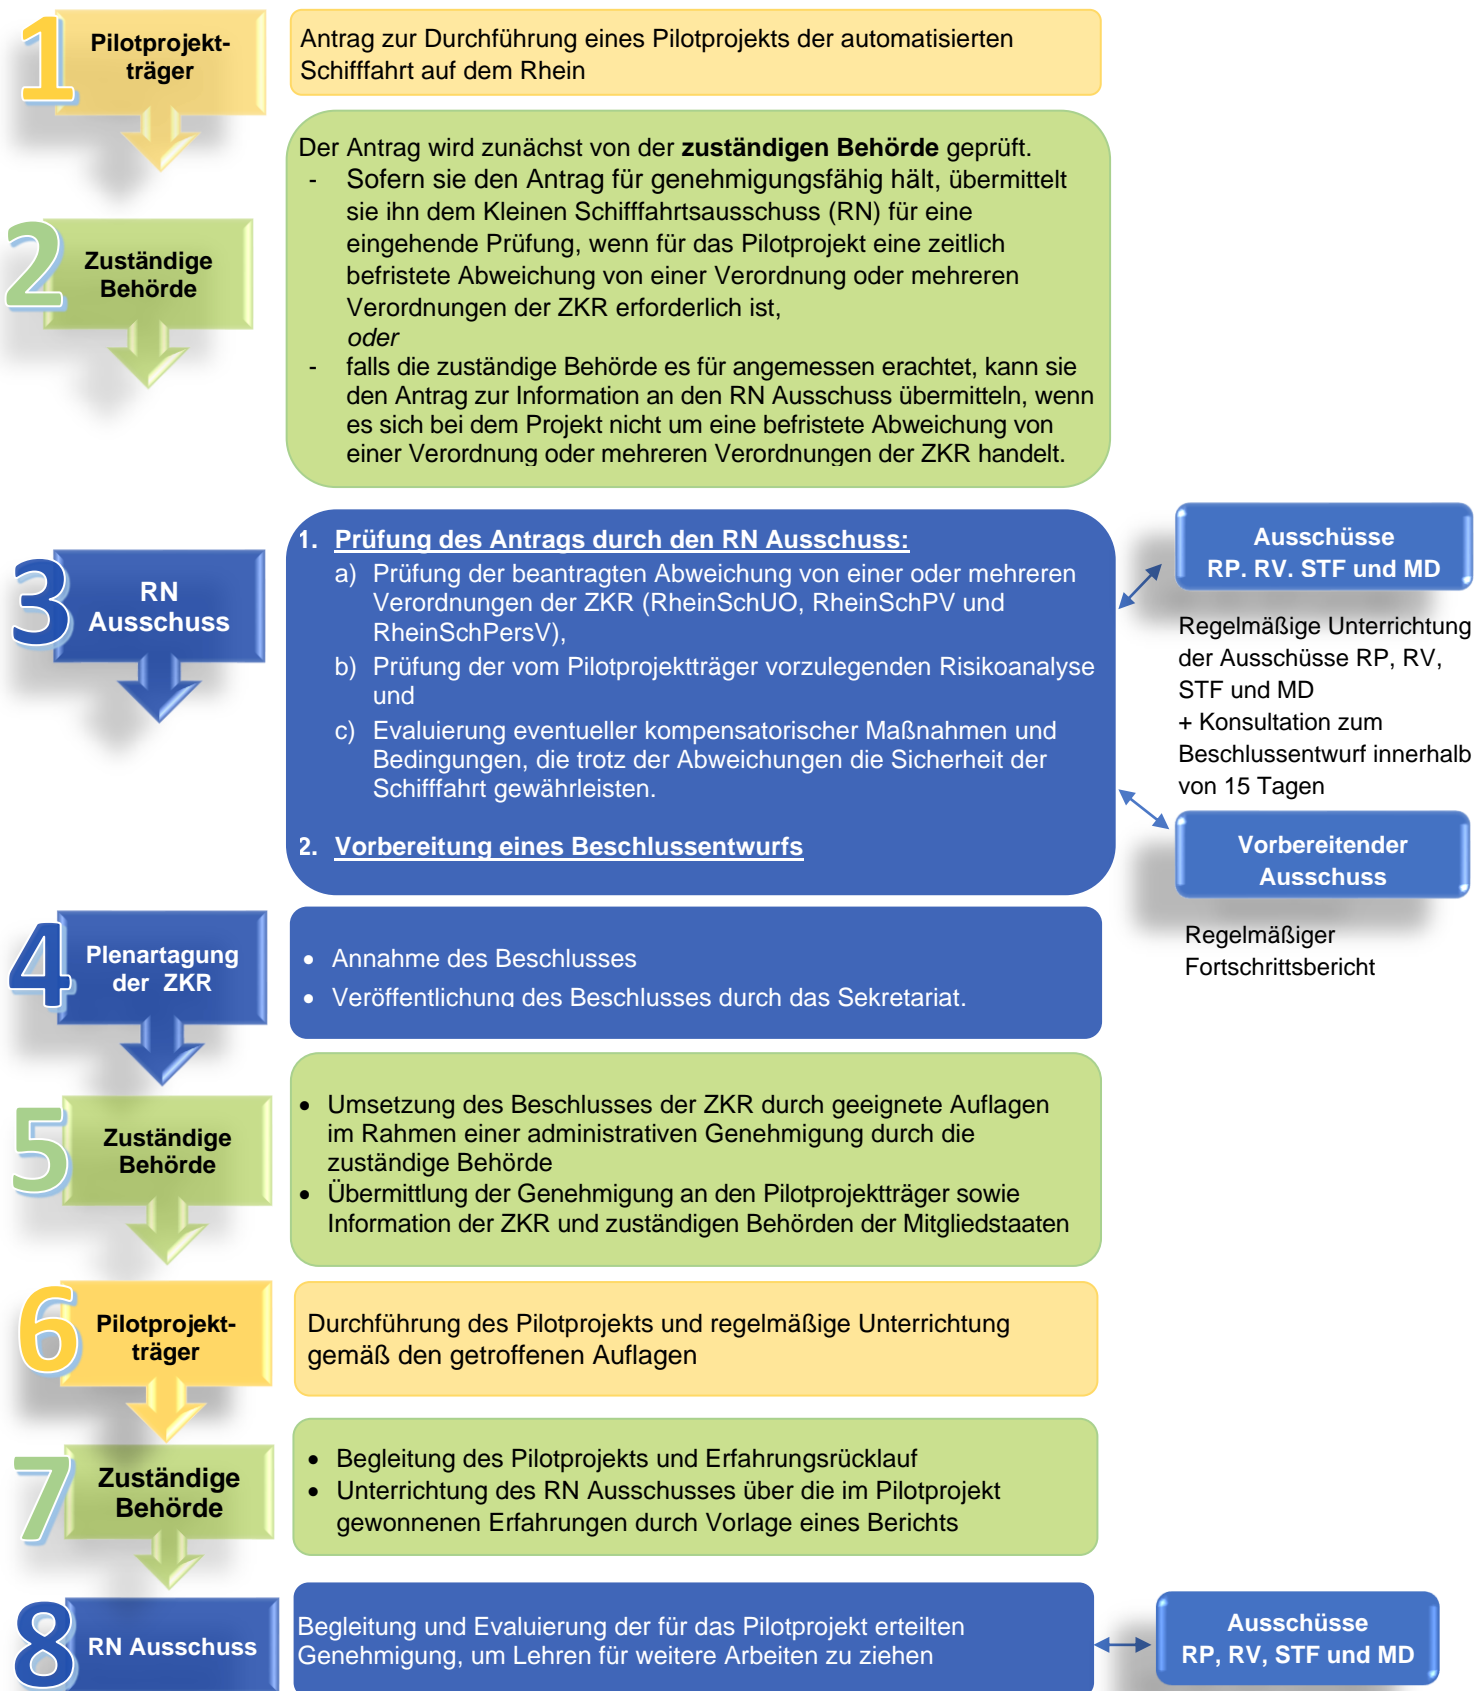 1
Pilotprojekt-
träger
Antrag zur Durchführung eines Pilotprojekts der automatisierten
Schifffahrt auf dem Rhein
2
Zuständige
Behörde
Der Antrag wird zunächst von der zuständigen Behörde geprüft.
- Sofern sie den Antrag für genehmigungsfähig hält, übermittelt
sie ihn dem Kleinen Schifffahrtsausschuss (RN) für eine
eingehende Prüfung, wenn für das Pilotprojekt eine zeitlich
befristete Abweichung von einer Verordnung oder mehreren
Verordnungen der ZKR erforderlich ist,
oder
- falls die zuständige Behörde es für angemessen erachtet, kann sie
den Antrag zur Information an den RN Ausschuss übermitteln, wenn
es sich bei dem Projekt nicht um eine befristete Abweichung von
einer Verordnung oder mehreren Verordnungen der ZKR handelt.
3
RN
Ausschuss
1. Prüfung des Antrags durch den RN Ausschuss:
a) Prüfung der beantragten Abweichung von einer oder mehreren
Verordnungen der ZKR (RheinSchUO, RheinSchPV und
RheinSchPersV),
b) Prüfung der vom Pilotprojektträger vorzulegenden Risikoanalyse
und
c) Evaluierung eventueller kompensatorischer Maßnahmen und
Bedingungen, die trotz der Abweichungen die Sicherheit der
Schifffahrt gewährleisten.
2. Vorbereitung eines Beschlussentwurfs
Ausschüsse
RP. RV. STF und MD
Regelmäßige Unterrichtung
der Ausschüsse RP, RV,
STF und MD
+ Konsultation zum
Beschlussentwurf innerhalb
von 15 Tagen
Vorbereitender
Ausschuss
Regelmäßiger
Fortschrittsbericht
4
Plenartagung
der ZKR
• Annahme des Beschlusses
• Veröffentlichung des Beschlusses durch das Sekretariat.
5
Zuständige
Behörde
• Umsetzung des Beschlusses der ZKR durch geeignete Auflagen
im Rahmen einer administrativen Genehmigung durch die
zuständige Behörde
• Übermittlung der Genehmigung an den Pilotprojektträger sowie
Information der ZKR und zuständigen Behörden der Mitgliedstaaten
6
Pilotprojekt-
träger
Durchführung des Pilotprojekts und regelmäßige Unterrichtung
gemäß den getroffenen Auflagen
7
Zuständige
Behörde
• Begleitung des Pilotprojekts und Erfahrungsrücklauf
• Unterrichtung des RN Ausschusses über die im Pilotprojekt
gewonnenen Erfahrungen durch Vorlage eines Berichts
8
RN Ausschuss
Begleitung und Evaluierung der für das Pilotprojekt erteilten
Genehmigung, um Lehren für weitere Arbeiten zu ziehen
Ausschüsse
RP, RV, STF und MD